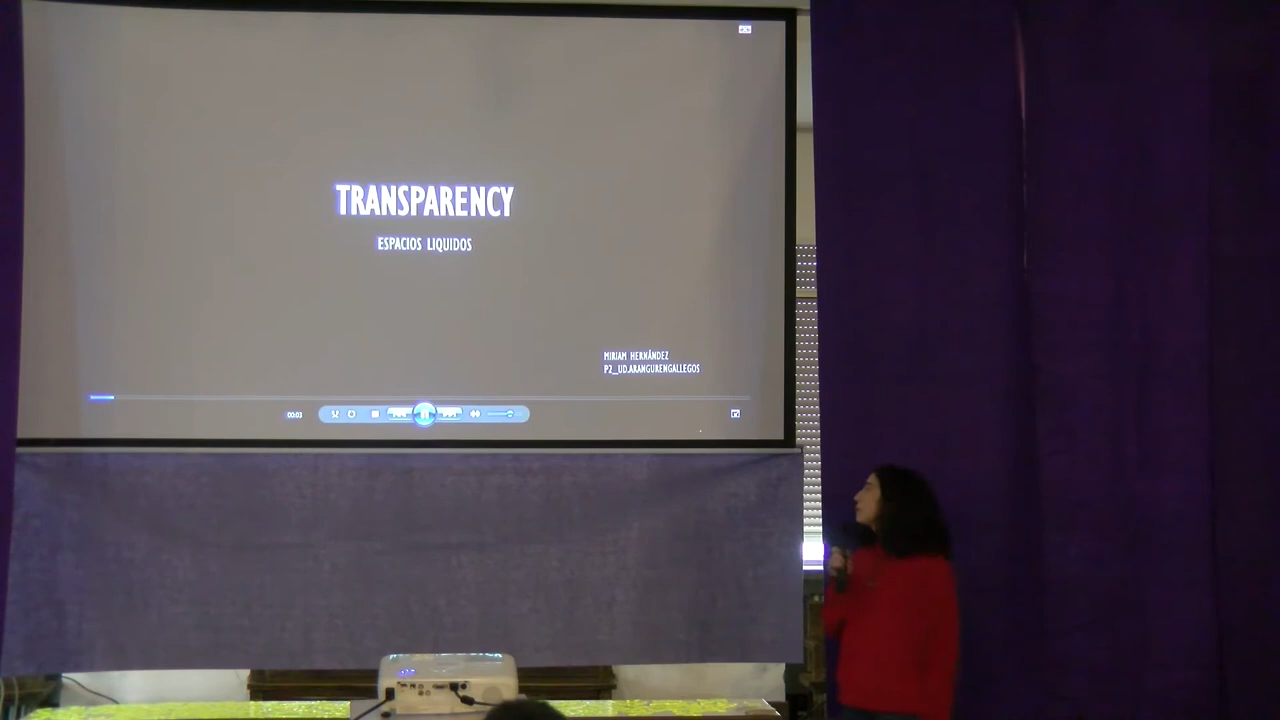 TRANSPARENCY
ESPACIOS LIQUIDOS
MIRIAM HERNÁNDEZ
P2_UD.ARANGURENGALLEGOS
00:03